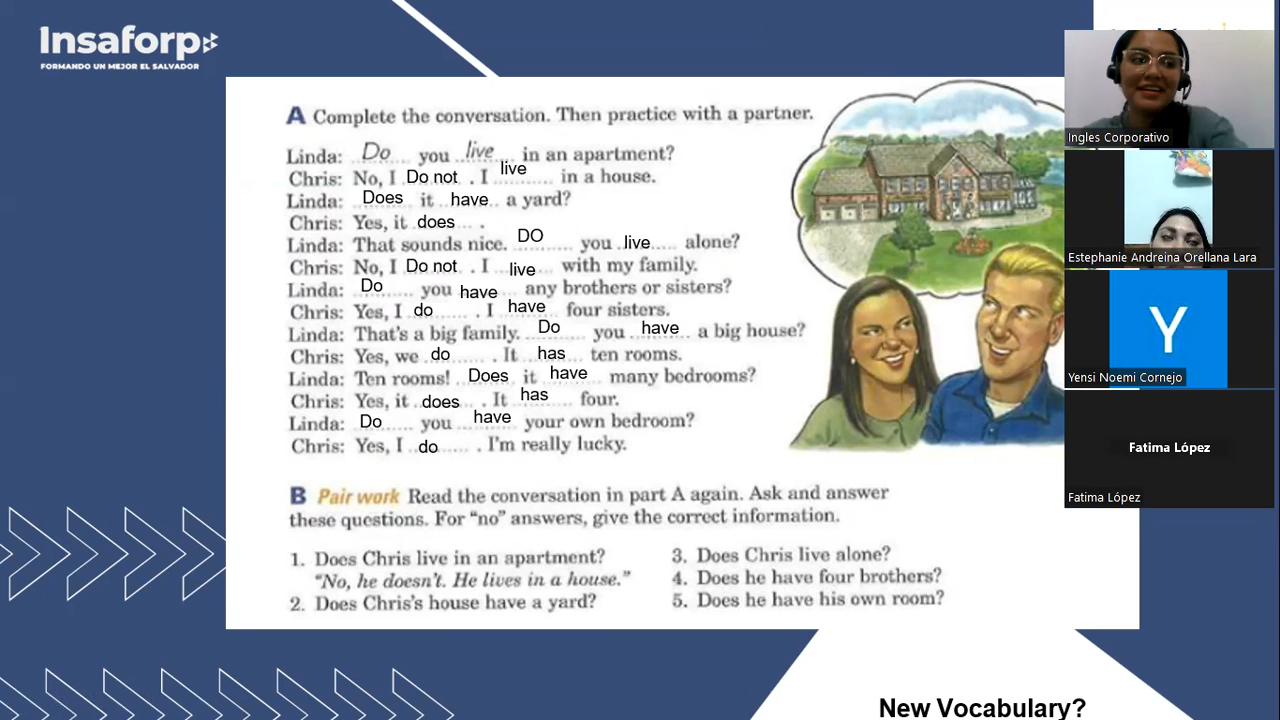 Insaforp
FORMANDO UN MEJOR EL SALVADOR
A Complete the conversation. Then practice with a partner.
Linda: Do you live in an apartment?
Chris: No, I Do not . I live in a house.
Linda: Does it have a yard?
Chris: Yes, it does .
Linda: That sounds nice. DO you live alone?
Chris: No, I Do not . I live with my family.
Linda: Do you have any brothers or sisters?
Chris: Yes, I do . I have four sisters.
Linda: That's a big family. Do you have a big house?
Chris: Yes, we do . It has ten rooms.
Linda: Ten rooms! Does it have many bedrooms?
Chris: Yes, it does . It has four.
Linda: Do you have your own bedroom?
Chris: Yes, I do . I'm really lucky.
B Pair work Read the conversation in part A again. Ask and answer
these questions. For "no" answers, give the correct information.
1. Does Chris live in an apartment?
"No, he doesn't. He lives in a house."
2. Does Chris's house have a yard?
3. Does Chris live alone?
4. Does he have four brothers?
5. Does he have his own room?
New Vocabulary?
Ingles Corporativo
Estephanie Andreina Orellana Lara
Y
Yensi Noemi Cornejo
Fatima López
Fatima López